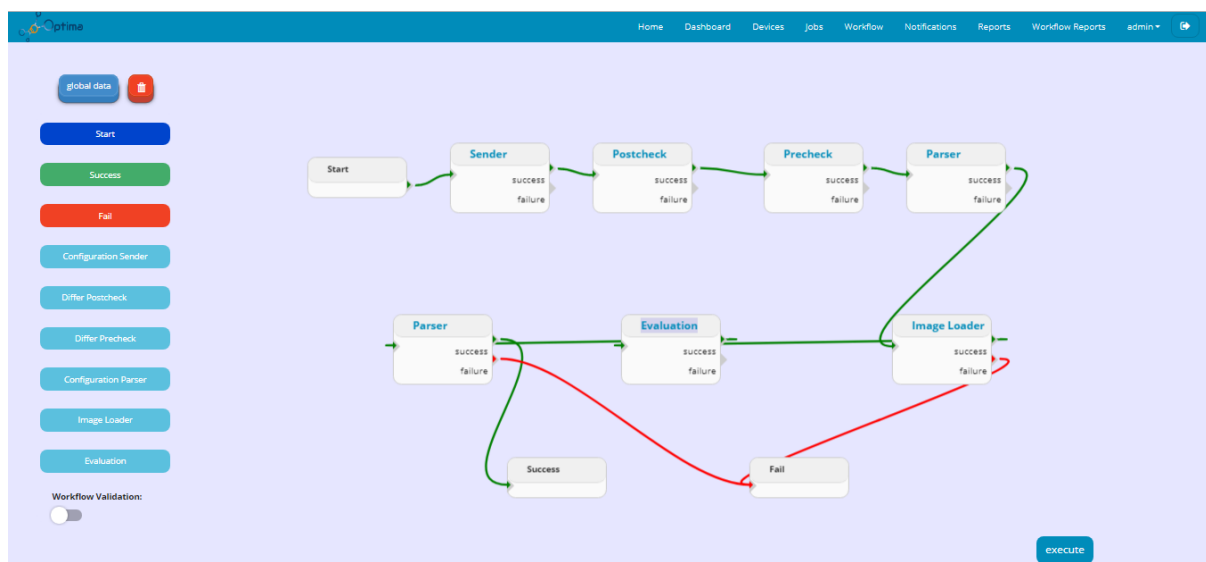 Optima
Home Dashboard Devices Jobs Workflow Notifications Reports Workflow Reports admin
global data
Start
Success
Fail
Configuration Sender
Differ Postcheck
Differ Precheck
Configuration Parser
Image Loader
Evaluation
Workflow Validation:
Start
Sender
success
failure
Postcheck
success
failure
Precheck
success
failure
Parser
success
failure
Parser
success
failure
Evaluation
success
failure
Image Loader
success
failure
Success
Fail
execute